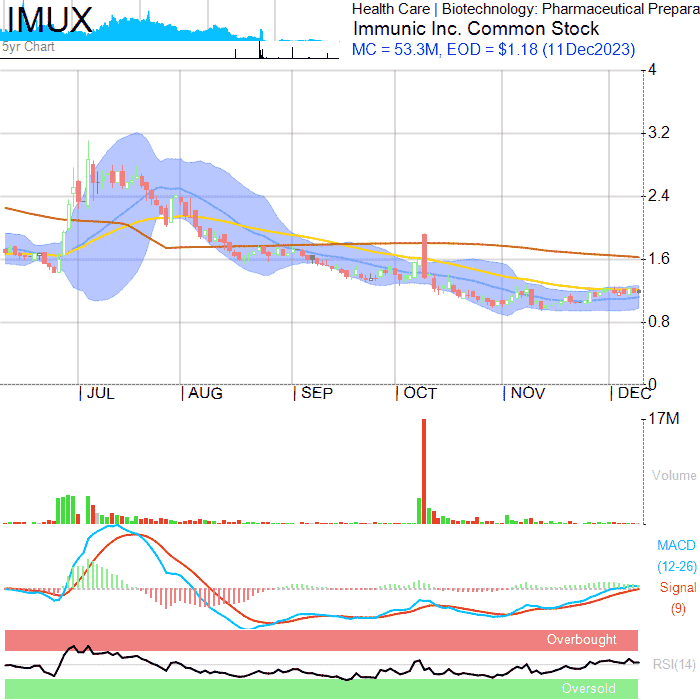 IMUX
5yr Chart
Health Care | Biotechnology: Pharmaceutical Prepara
Immunic Inc. Common Stock
MC = 53.3M, EOD = $1.18 (11Dec2023)
4
3.2
2.4
1.6
0.8
0
JUL AUG SEP OCT NOV DEC
17M
Volume
MACD
(12-26)
Signal
(9)
Overbought
RSI(14)
Oversold